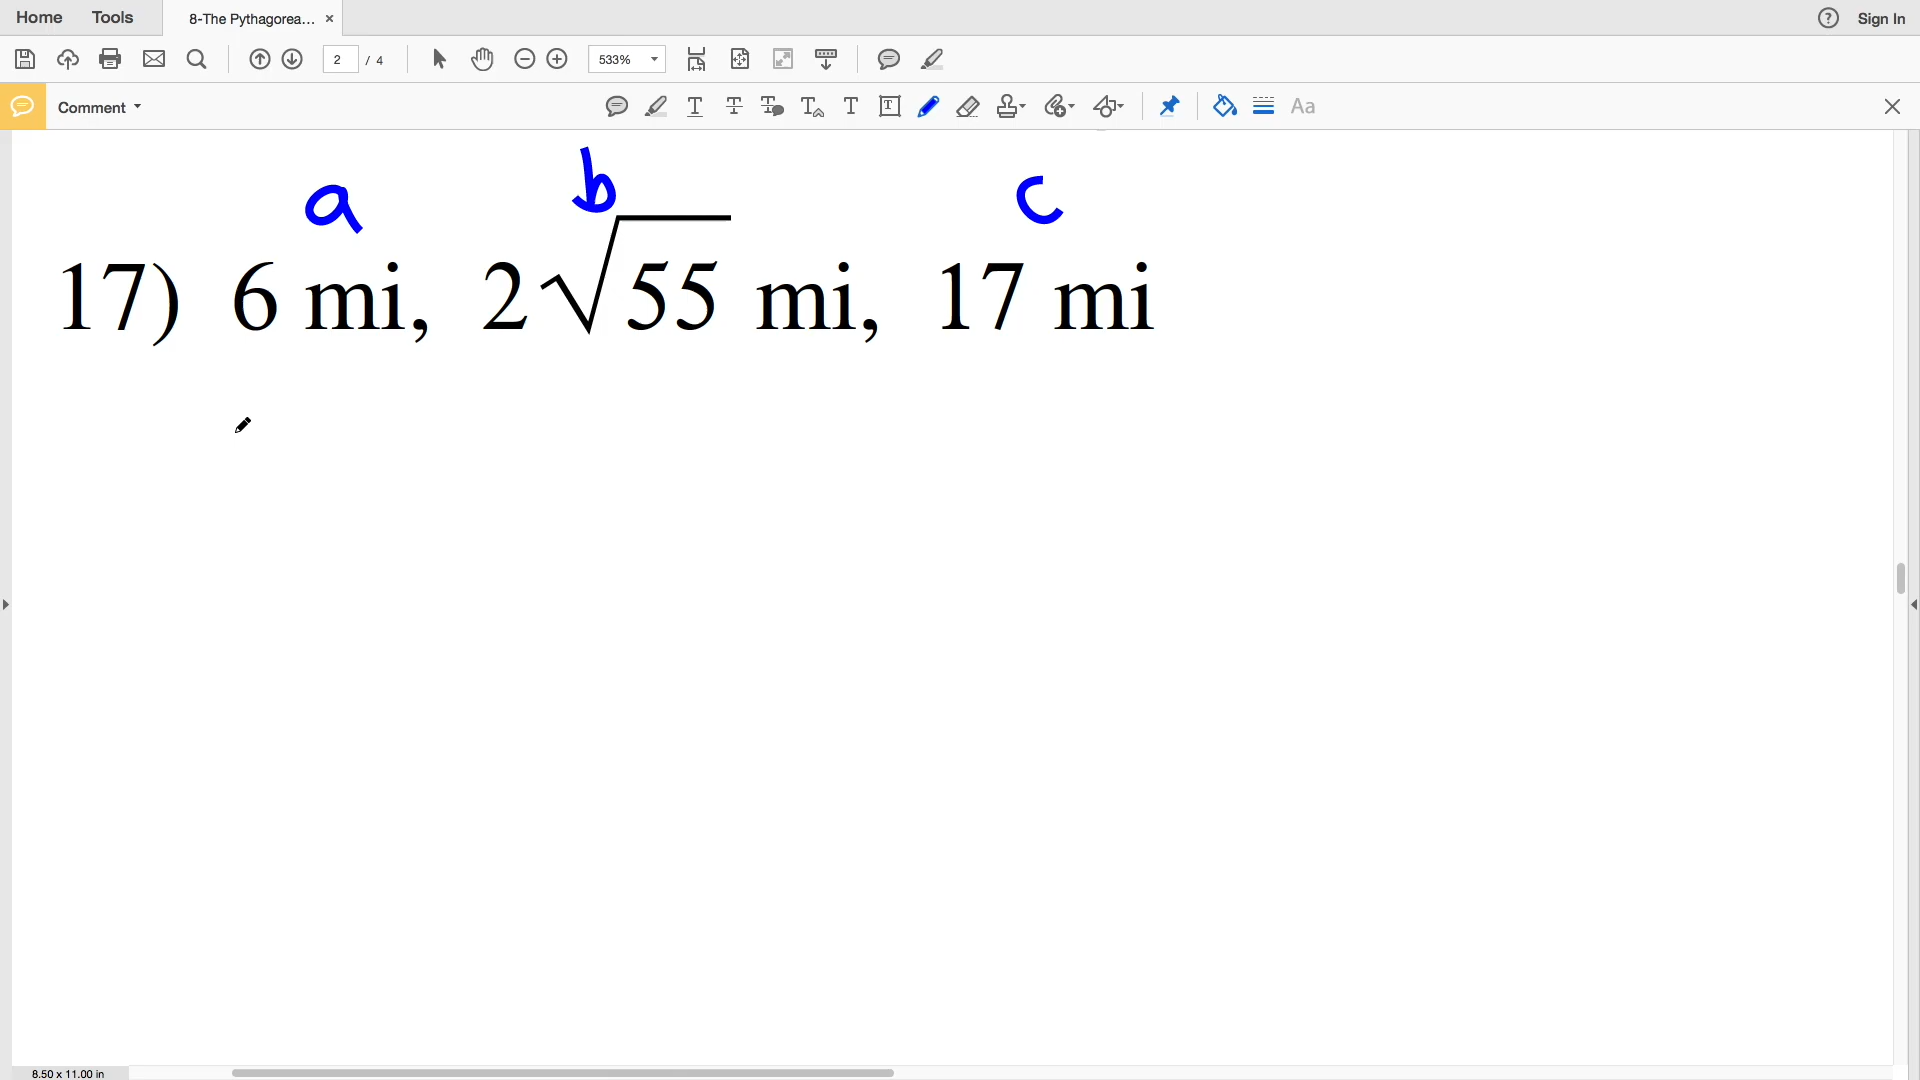 Home Tools 8-The Pythagorea... × ? Sign In
2 / 4 533%
Comment T T T T T T Aa
a b c
17) 6 mi, 2√55 mi, 17 mi
8.50 x 11.00 in